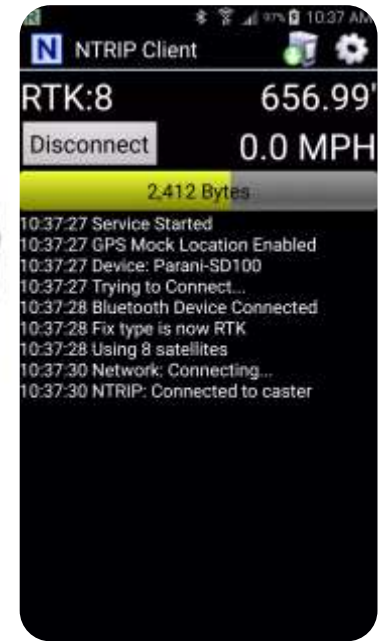 97% 10:37 AM
N NTRIP Client
RTK:8 656.99'
Disconnect 0.0 MPH
2,412 Bytes
10:37:27 Service Started
10:37:27 GPS Mock Location Enabled
10:37:27 Device: Parani-SD100
10:37:27 Trying to Connect...
10:37:28 Bluetooth Device Connected
10:37:28 Fix type is now RTK
10:37:28 Using 8 satellites
10:37:30 Network: Connecting...
10:37:30 NTRIP: Connected to caster